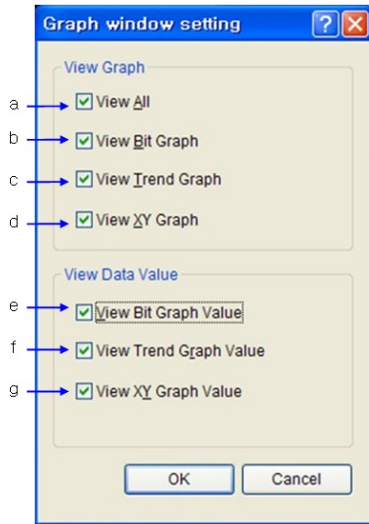 Graph window setting
View Graph
a View All
b View Bit Graph
c View Trend Graph
d View XY Graph
View Data Value
e View Bit Graph Value
f View Trend Graph Value
g View XY Graph Value
OK Cancel